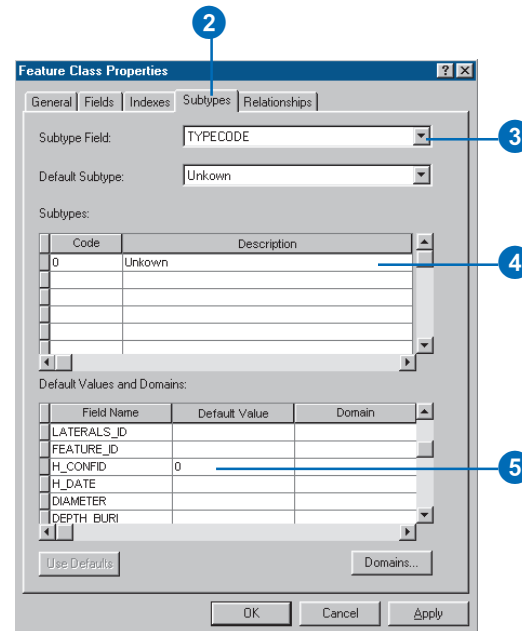 2
Feature Class Properties
General Fields Indexes Subtypes Relationships
Subtype Field: TYPECODE
3
Default Subtype: Unkown
Subtypes:
Code Description
0 Unkown
4
Default Values and Domains:
Field Name Default Value Domain
LATERALS_ID
FEATURE_ID
H_CONFID 0
5
H_DATE
DIAMETER
DEPTH_BURI
Use Defaults Domains...
OK Cancel Apply